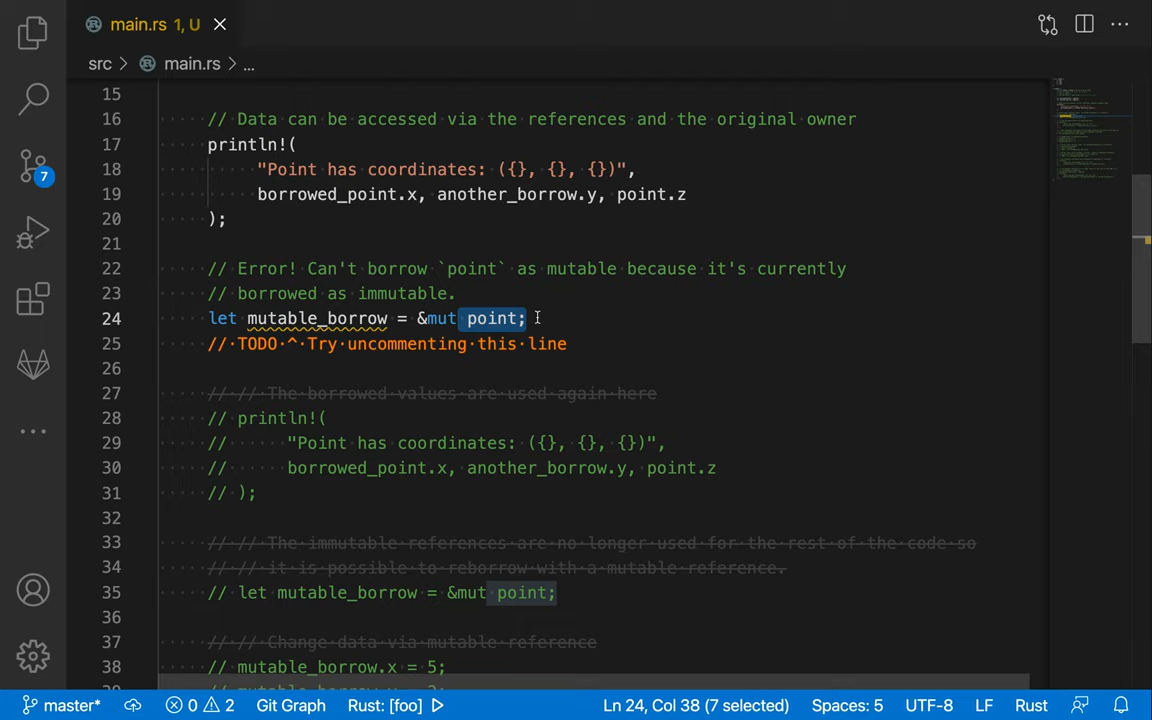 main.rs 1, U
src > main.rs > ...
15
16 // Data can be accessed via the references and the original owner
17 println!(
18 "Point has coordinates: ({}, {}, {})",
19 borrowed_point.x, another_borrow.y, point.z
20 );
21
22 // Error! Can't borrow `point` as mutable because it's currently
23 // borrowed as immutable.
24 let mutable_borrow = &mut point;
25 // TODO ^ Try uncommenting this line
26
27 // // The borrowed values are used again here
28 // println!(
29 // "Point has coordinates: ({}, {}, {})",
30 // borrowed_point.x, another_borrow.y, point.z
31 // );
32
33 // // The immutable references are no longer used for the rest of the code so
34 // // it is possible to reborrow with a mutable reference.
35 // let mutable_borrow = &mut point;
36
37 // // Change data via mutable reference
38 // mutable_borrow.x = 5;
7
master* 0 2 Git Graph Rust: [foo] Ln 24, Col 38 (7 selected) Spaces: 5 UTF-8 LF Rust